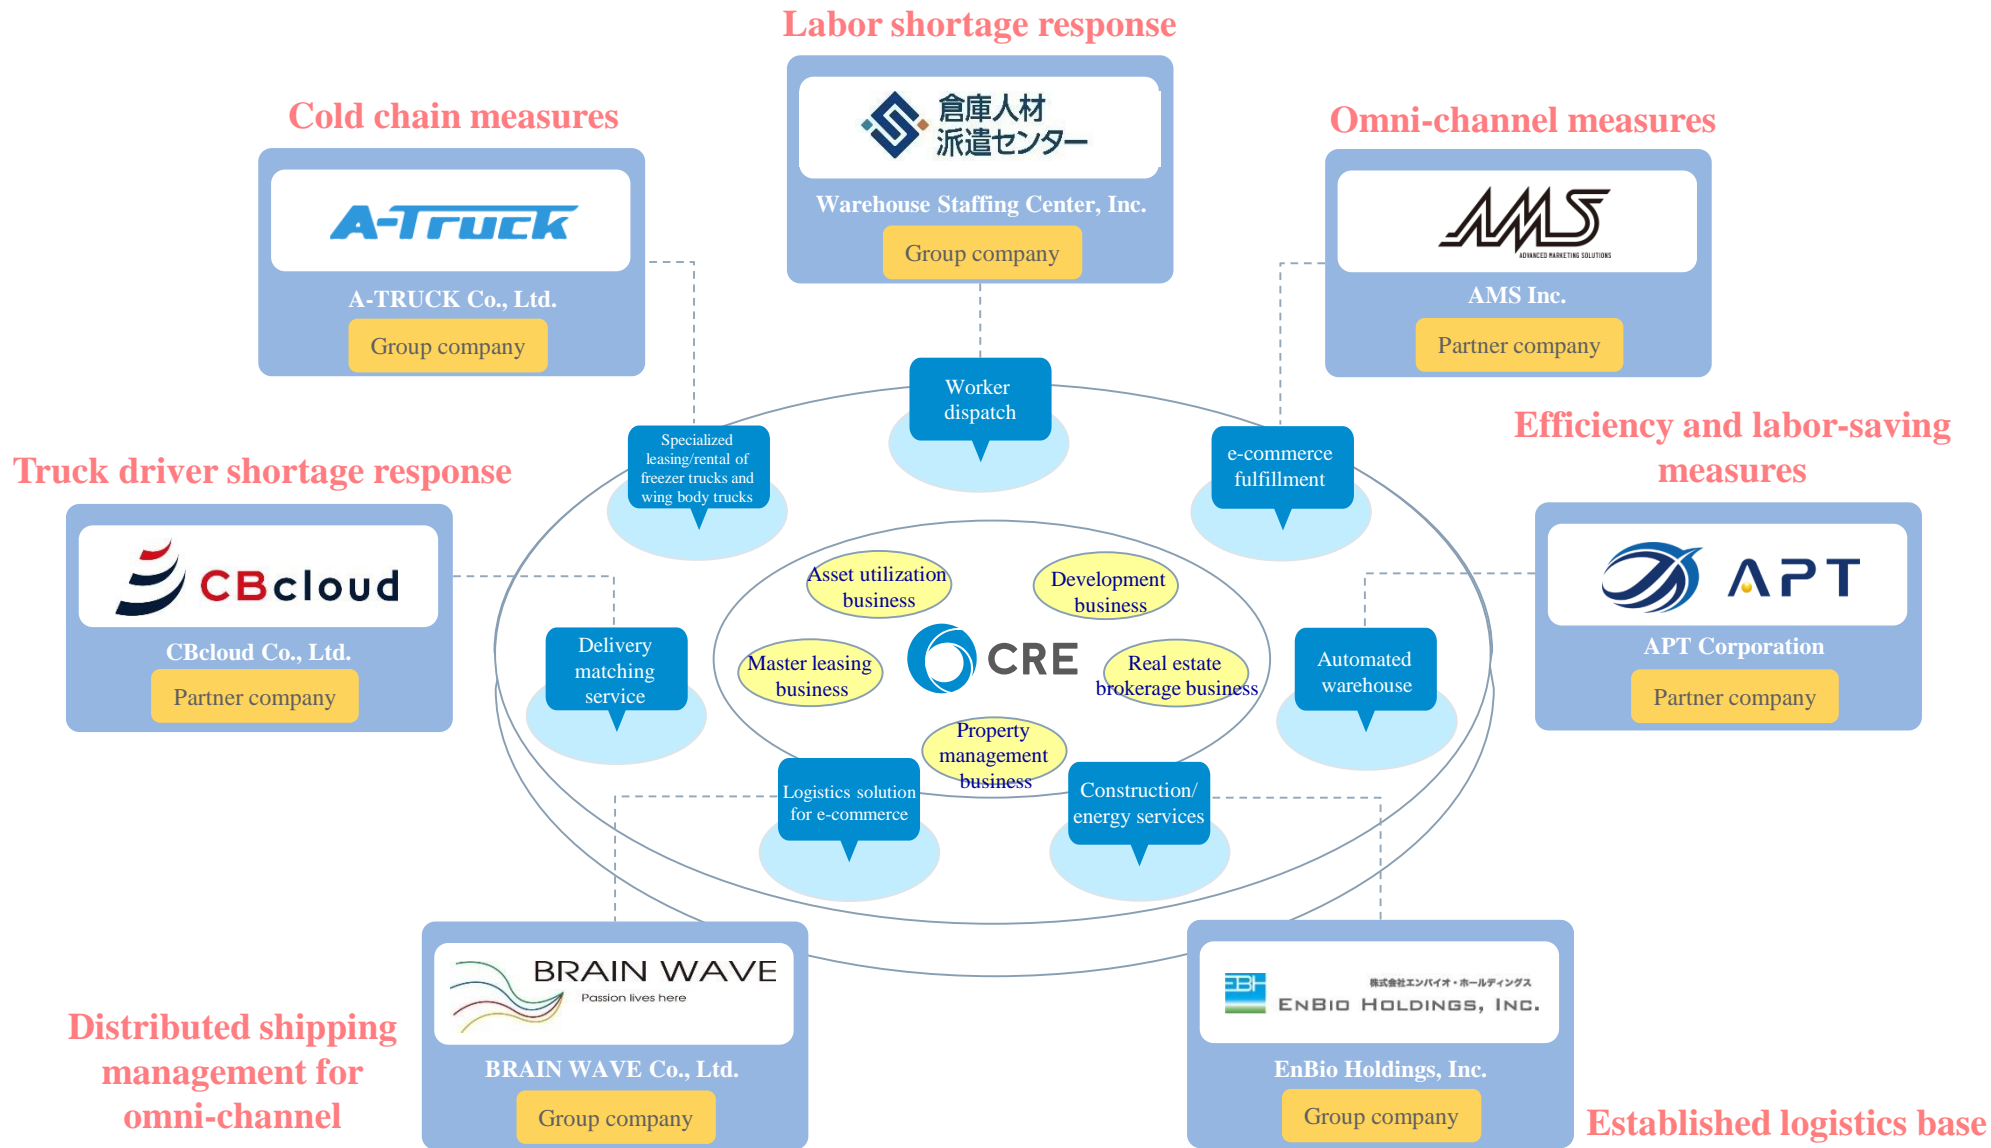 Labor shortage response
倉庫人材
派遣センター
Warehouse Staffing Center, Inc.
Group company
Cold chain measures
A-TRUCK
A-TRUCK Co., Ltd.
Group company
Omni-channel measures
AMS
ADVANCED MARKETING SOLUTIONS
AMS Inc.
Partner company
Truck driver shortage response
CBcloud
CBcloud Co., Ltd.
Partner company
Efficiency and labor-saving
measures
APT
APT Corporation
Partner company
Worker
dispatch
Specialized
leasing/rental of
freezer trucks and
wing body trucks
e-commerce
fulfillment
Delivery
matching
service
Automated
warehouse
Logistics solution
for e-commerce
Construction/
energy services
Asset utilization
business
Development
business
Master leasing
business
CRE
Real estate
brokerage business
Property
management
business
Distributed shipping
management for
omni-channel
BRAIN WAVE
Passion lives here
BRAIN WAVE Co., Ltd.
Group company
EBH
株式会社エンバイオ・ホールディングス
ENBIO HOLDINGS, INC.
EnBio Holdings, Inc.
Group company
Established logistics base